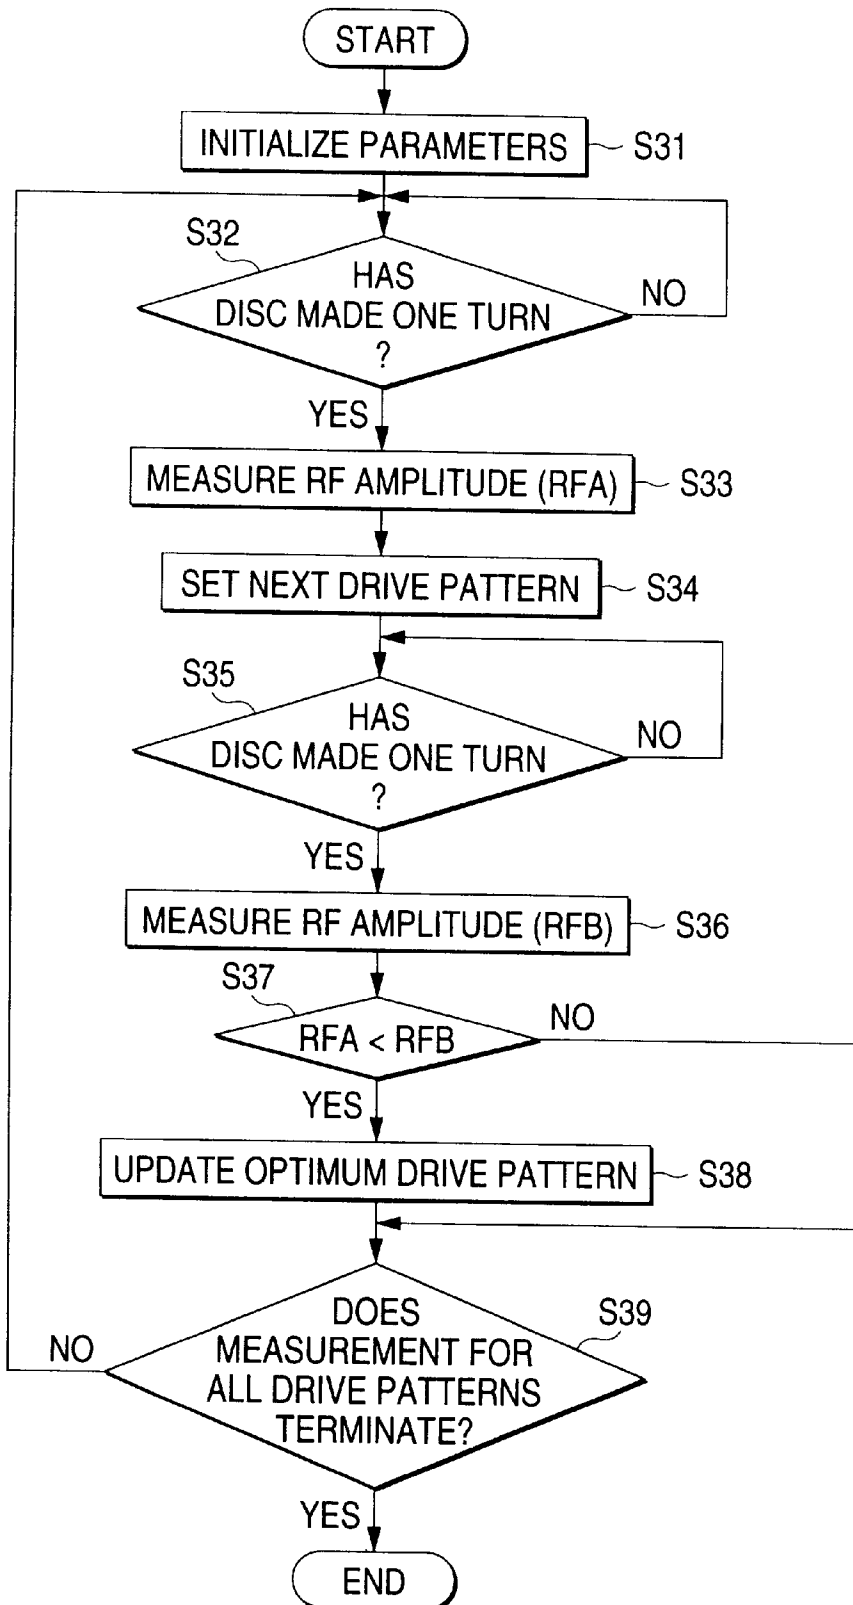 START
INITIALIZE PARAMETERS
S31
S32
HAS
DISC MADE ONE TURN
?
NO
YES
MEASURE RF AMPLITUDE (RFA)
S33
SET NEXT DRIVE PATTERN
S34
S35
HAS
DISC MADE ONE TURN
?
NO
YES
MEASURE RF AMPLITUDE (RFB)
S36
S37
RFA < RFB
NO
YES
UPDATE OPTIMUM DRIVE PATTERN
S38
S39
DOES
MEASUREMENT FOR
ALL DRIVE PATTERNS
TERMINATE?
NO
YES
END